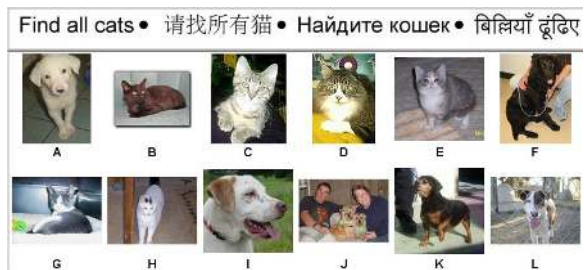 Find all cats • 请找所有猫 • Найдите кошек • बिल्लियाँ ढूंढिए
A B C D E F
G H I J K L